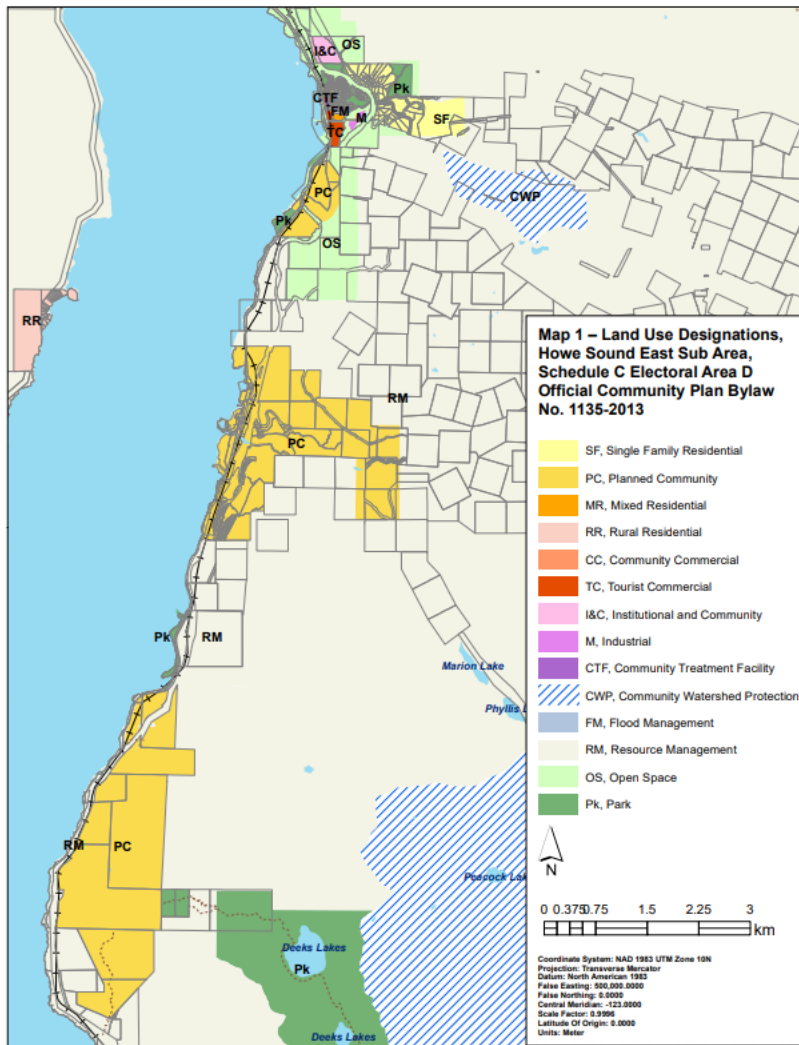 I&C
OS
Pk
CTF
FM
M
SF
TC
PC
CWP
Pk
OS
RR
RM
PC
Pk
RM
Marion Lake
Phyllis L
RM
PC
Peacock Lak
Deeks Lakes
Pk
Deeks Lakes
Map 1 – Land Use Designations,
Howe Sound East Sub Area,
Schedule C Electoral Area D
Official Community Plan Bylaw
No. 1135-2013
SF, Single Family Residential
PC, Planned Community
MR, Mixed Residential
RR, Rural Residential
CC, Community Commercial
TC, Tourist Commercial
I&C, Institutional and Community
M, Industrial
CTF, Community Treatment Facility
CWP, Community Watershed Protection
FM, Flood Management
RM, Resource Management
OS, Open Space
Pk, Park
N
0 0.375 0.75 1.5 2.25 3
km
Coordinate System: NAD 1983 UTM Zone 10N
Projection: Transverse Mercator
Datum: North American 1983
False Easting: 500,000.0000
False Northing: 0.0000
Central Meridian: -123.0000
Scale Factor: 0.9996
Latitude Of Origin: 0.0000
Units: Meter